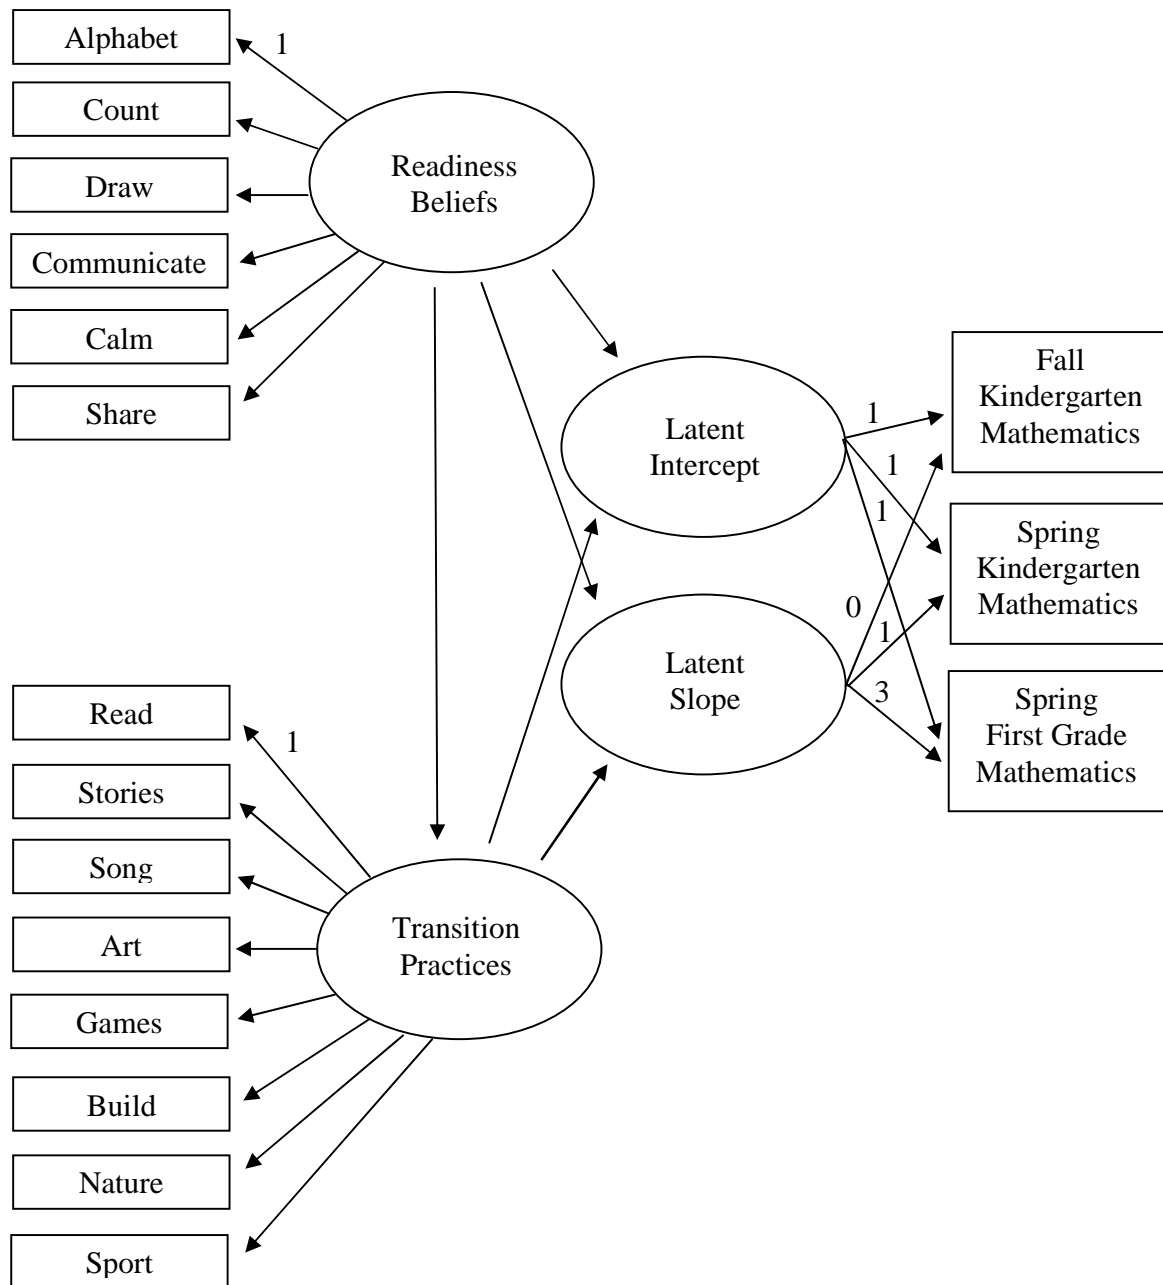 Alphabet
1
Count
Draw
Communicate
Calm
Share
Readiness
Beliefs
Latent
Intercept
Latent
Slope
1
1
1
0
1
3
Fall
Kindergarten
Mathematics
Spring
Kindergarten
Mathematics
Spring
First Grade
Mathematics
Read
1
Stories
Song
Art
Games
Build
Nature
Sport
Transition
Practices